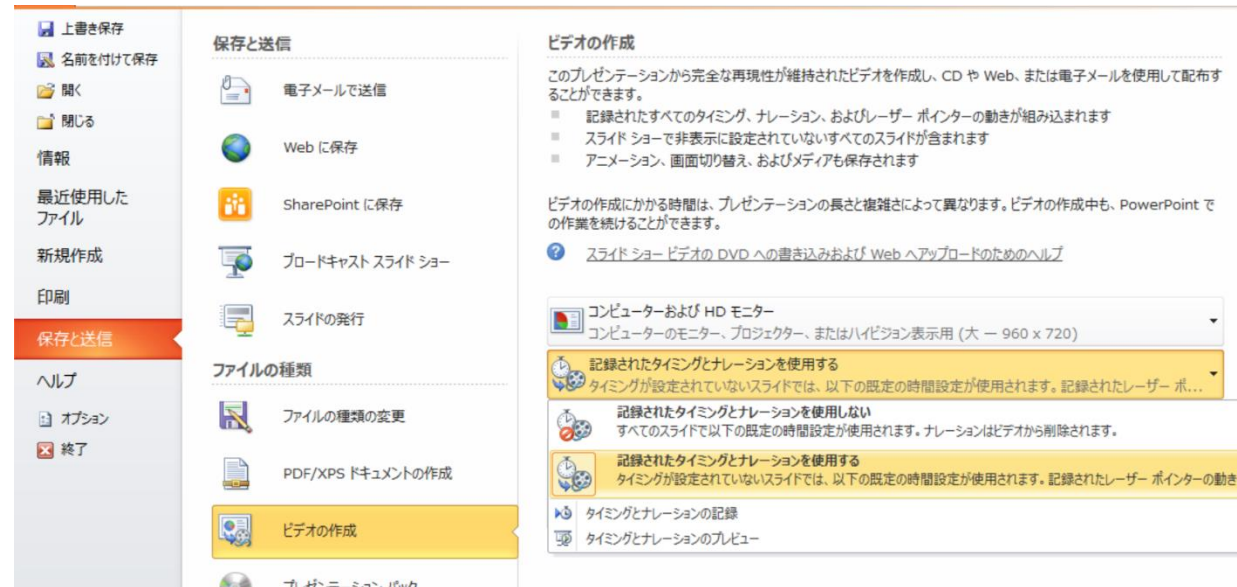 上書き保存
名前を付けて保存
開く
閉じる
情報
最近使用した
ファイル
新規作成
印刷
保存と送信
ヘルプ
オプション
終了
保存と送信
電子メールで送信
Web に保存
SharePoint に保存
ブロードキャスト スライド ショー
スライドの発行
ファイルの種類
ファイルの種類の変更
PDF/XPS ドキュメントの作成
ビデオの作成
プレゼンテーション パック
ビデオの作成
このプレゼンテーションから完全な再現性が維持されたビデオを作成し、CD や Web、または電子メールを使用して配布す
ることができます。
記録されたすべてのタイミング、ナレーション、およびレーザー ポインターの動きが組み込まれます
スライド ショーで非表示に設定されていないすべてのスライドが含まれます
アニメーション、画面切り替え、およびメディアも保存されます
ビデオの作成にかかる時間は、プレゼンテーションの長さと複雑さによって異なります。ビデオの作成中も、PowerPoint で
の作業を続けることができます。
スライド ショー ビデオの DVD への書き込みおよび Web へアップロードのためのヘルプ
コンピューターおよび HD モニター
コンピューターのモニター、プロジェクター、またはハイビジョン表示用 (大 — 960 x 720)
記録されたタイミングとナレーションを使用する
タイミングが設定されていないスライドでは、以下の既定の時間設定が使用されます。記録されたレーザー ポ...
記録されたタイミングとナレーションを使用しない
すべてのスライドで以下の既定の時間設定が使用されます。ナレーションはビデオから削除されます。
記録されたタイミングとナレーションを使用する
タイミングが設定されていないスライドでは、以下の既定の時間設定が使用されます。記録されたレーザー ポインターの動き
タイミングとナレーションの記録
タイミングとナレーションのプレビュー